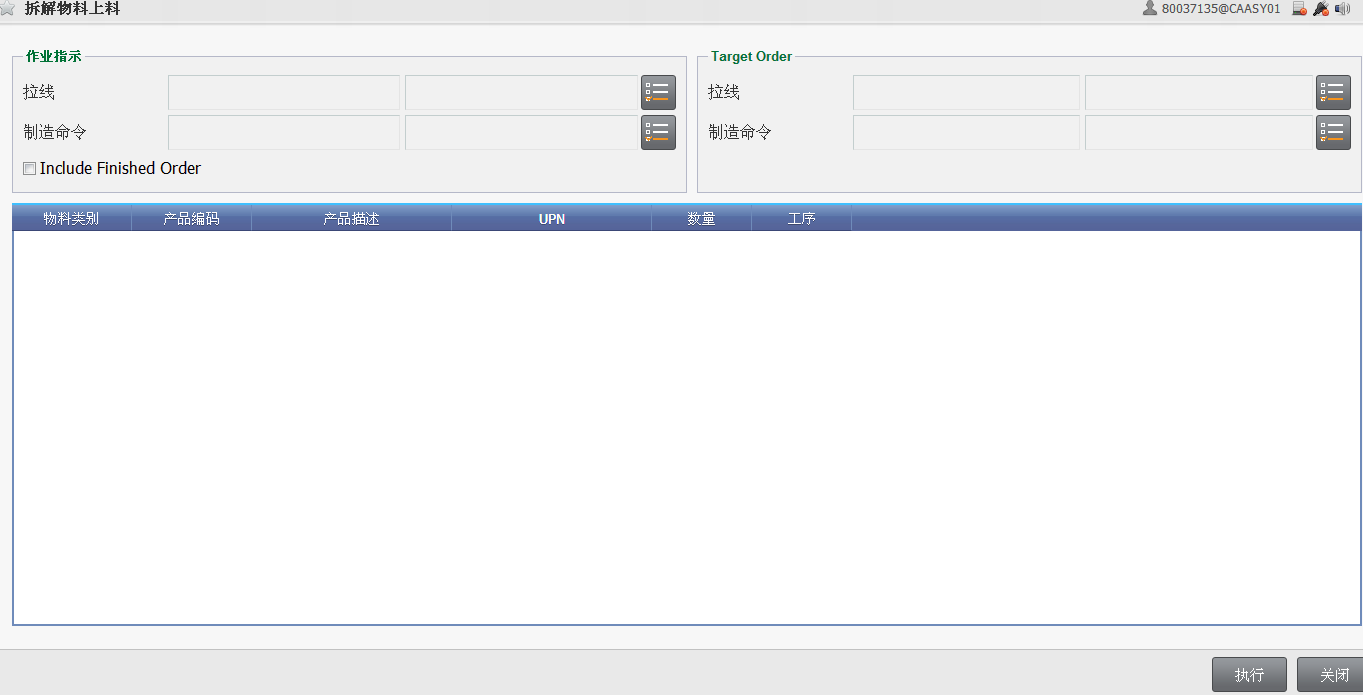 拆解物料上料
80037135@CAASY01
作业指示
拉线
制造命令
Include Finished Order
Target Order
拉线
制造命令
物料类别 产品编码 产品描述 UPN 数量 工序
执行 关闭